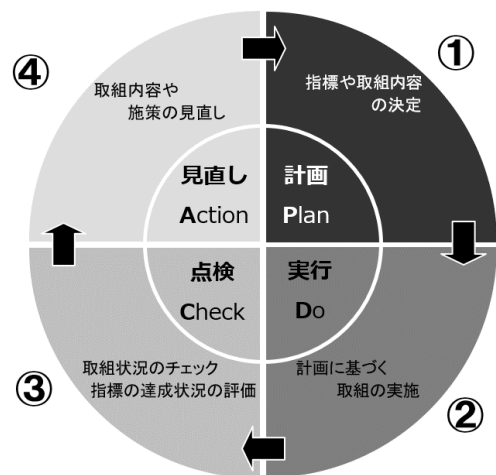 ①
指標や取組内容
の決定
計画
Plan
②
実行
Do
計画に基づく
取組の実施
③
点検
Check
取組状況のチェック
指標の達成状況の評価
④
取組内容や
施策の見直し
見直し
Action